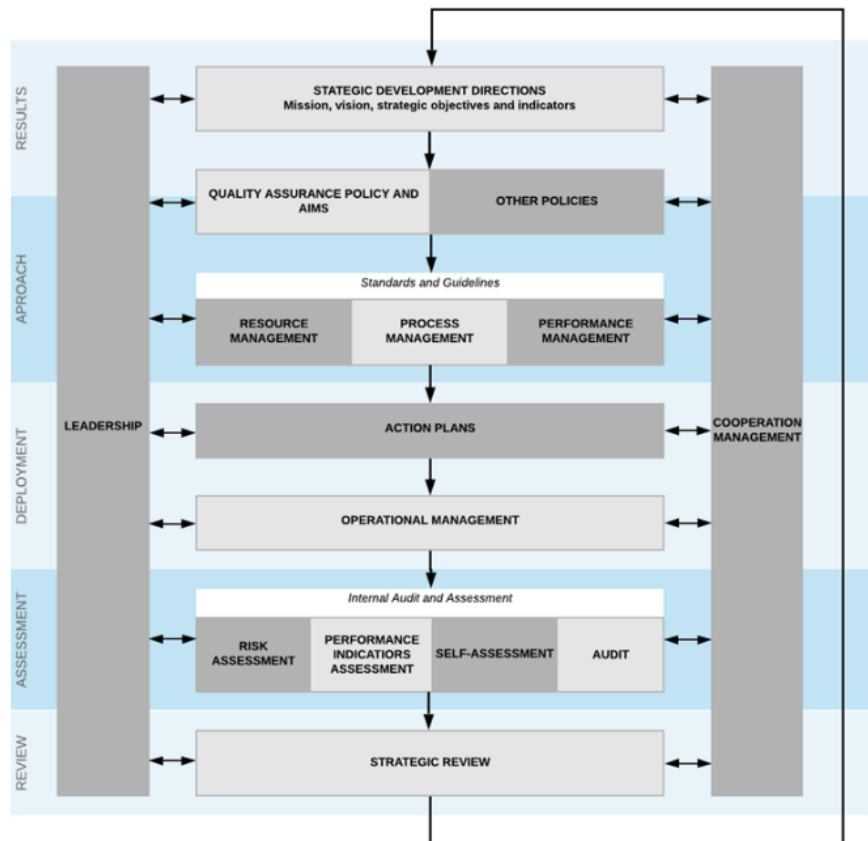 RESULTS
STATEGIC DEVELOPMENT DIRECTIONS
Mission, vision, strategic objectives and indicators
QUALITY ASSURANCE POLICY AND
AIMS
OTHER POLICIES
APROACH
Standards and Guidelines
RESOURCE
MANAGEMENT
PROCESS
MANAGEMENT
PERFORMANCE
MANAGEMENT
LEADERSHIP
COOPERATION
MANAGEMENT
DEPLOYMENT
ACTION PLANS
OPERATIONAL MANAGEMENT
ASSESSMENT
Internal Audit and Assessment
RISK
ASSESSMENT
PERFORMANCE
INDICATIORS
ASSESSMENT
SELF-ASSESSMENT
AUDIT
REVIEW
STRATEGIC REVIEW